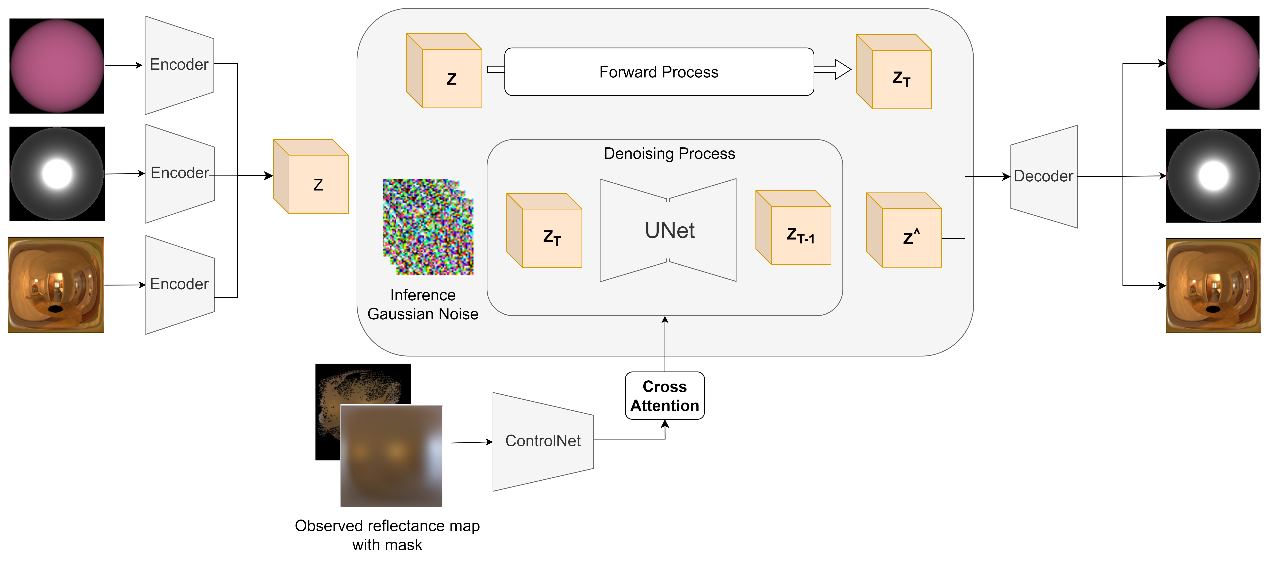 Encoder
Encoder
Encoder
Z
Z
Forward Process
Z_T
Denoising Process
Z_T
UNet
Z_T-1
Z^
Inference
Gaussian Noise
Decoder
Cross
Attention
ControlNet
Observed reflectance map
with mask